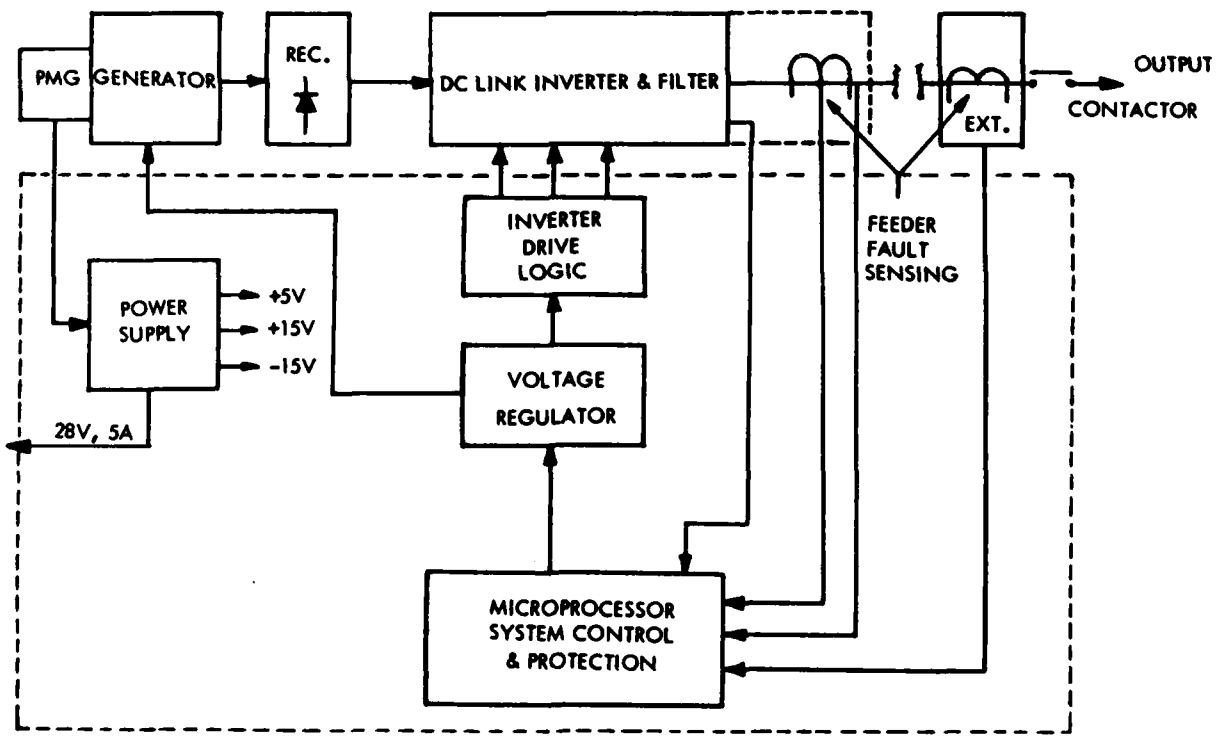 PMG
GENERATOR
REC.
DC LINK INVERTER & FILTER
EXT.
OUTPUT
CONTACTOR
INVERTER
DRIVE
LOGIC
FEEDER
FAULT
SENSING
POWER
SUPPLY
+5V
+15V
-15V
VOLTAGE
REGULATOR
28V, 5A
MICROPROCESSOR
SYSTEM CONTROL
& PROTECTION